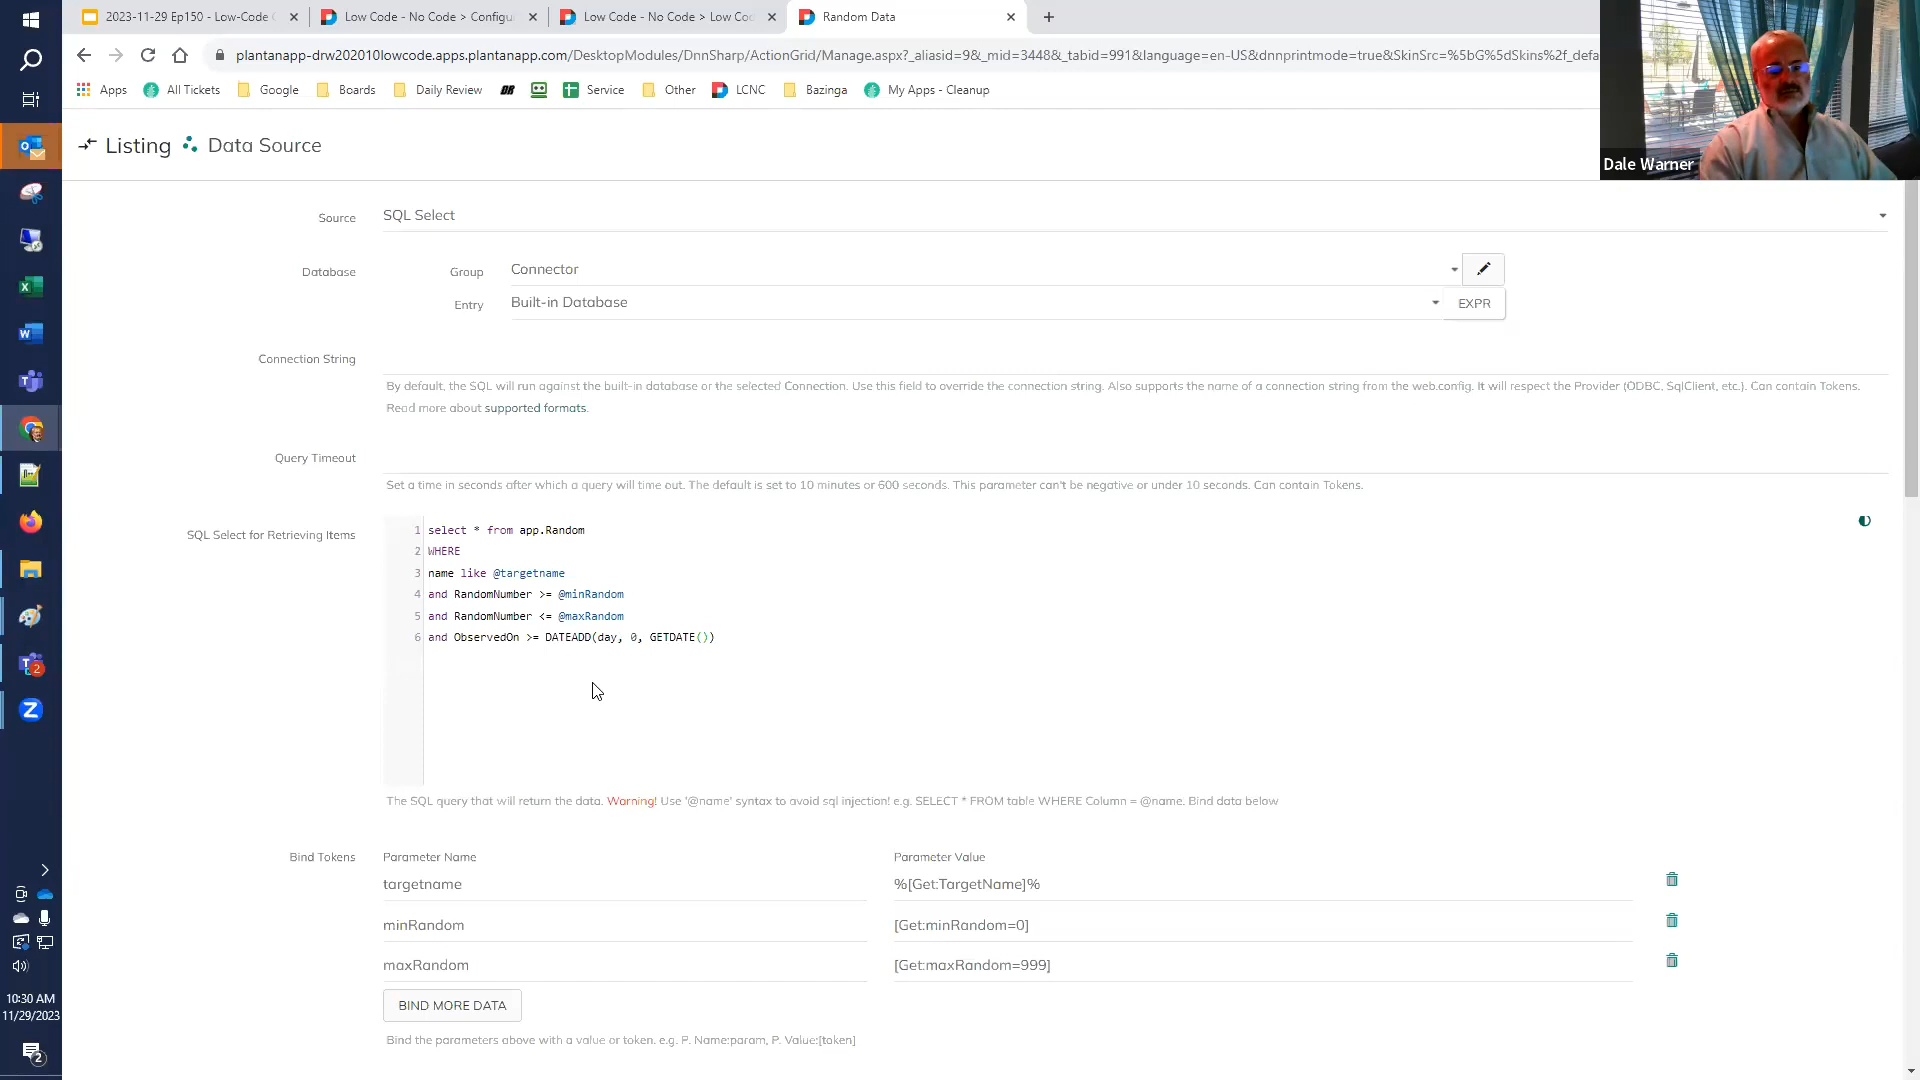 2023-11-29 Ep150 - Low-Code
Low Code - No Code > Configu
Low Code - No Code > Low Co
Random Data
plantanapp-drw202010lowcode.apps.plantanapp.com/DesktopModules/DnnSharp/ActionGrid/Manage.aspx?_aliasid=9&_mid=3448&_tabid=991&language=en-US&dnnprintmode=true&SkinSrc=%5bG%5dSkins%2f_defa
Apps
All Tickets
Google
Boards
Daily Review
Service
Other
LCNC
Bazinga
My Apps - Cleanup
Dale Warner
Listing Data Source
Source SQL Select
Database Group Connector
Entry Built-in Database EXPR
Connection String
By default, the SQL will run against the built-in database or the selected Connection. Use this field to override the connection string. Also supports the name of a connection string from the web.config. It will respect the Provider (ODBC, SqlClient, etc.). Can contain Tokens.
Read more about supported formats.
Query Timeout
Set a time in seconds after which a query will time out. The default is set to 10 minutes or 600 seconds. This parameter can't be negative or under 10 seconds. Can contain Tokens.
SQL Select for Retrieving Items
1 select * from app.Random
2 WHERE
3 name like @targetname
4 and RandomNumber >= @minRandom
5 and RandomNumber <= @maxRandom
6 and ObservedOn >= DATEADD(day, 0, GETDATE())
The SQL query that will return the data. Warning! Use '@name' syntax to avoid sql injection! e.g. SELECT * FROM table WHERE Column = @name. Bind data below
Bind Tokens Parameter Name Parameter Value
targetname %[Get:TargetName]%
minRandom [Get:minRandom=0]
maxRandom [Get:maxRandom=999]
BIND MORE DATA
Bind the parameters above with a value or token. e.g. P. Name:param, P. Value:[token]
10:30 AM
11/29/2023
2
2